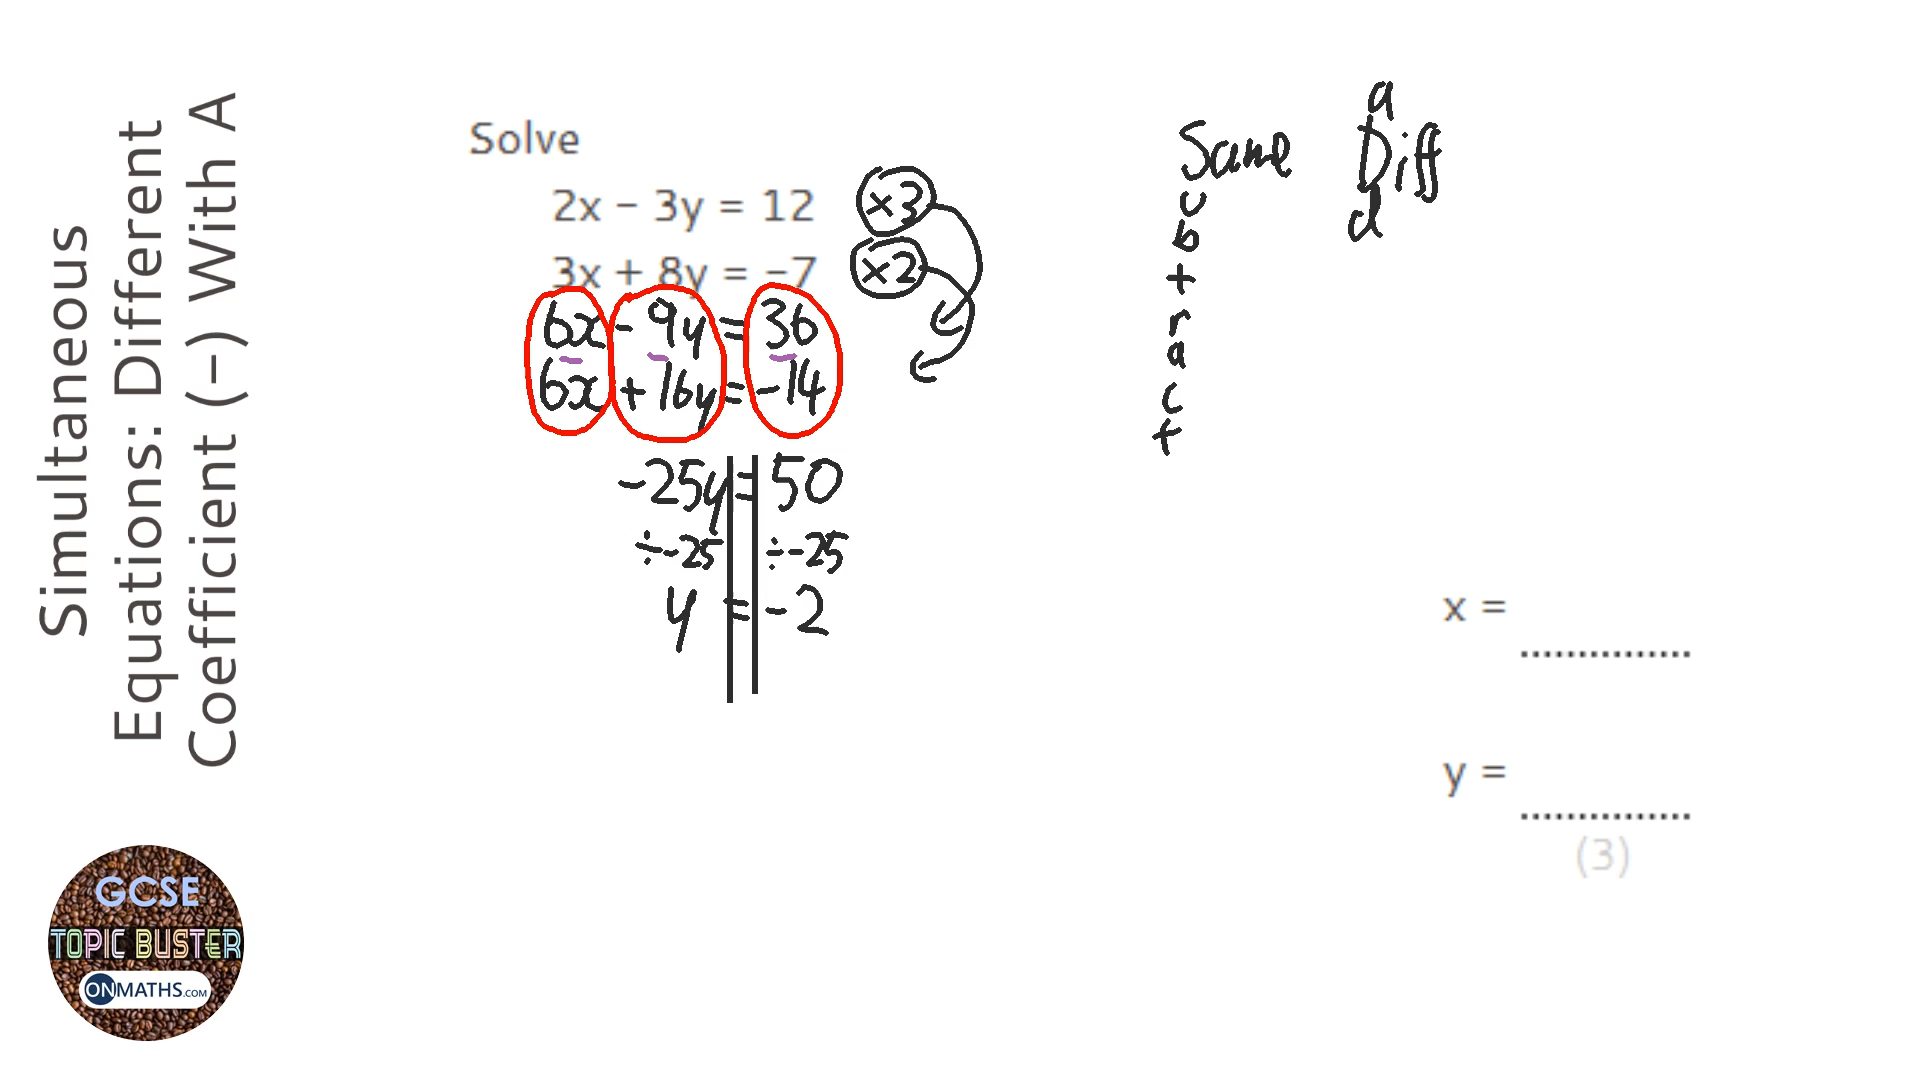 Simultaneous
Equations: Different
Coefficient (−) With A
Solve
2x − 3y = 12
3x + 8y = −7
×3
×2
6x - 9y = 36
6x + 16y = -14
-25y = 50
÷-25 ÷-25
y = -2
Same
u
b
t
r
a
c
t
a
Diff
d
x =
y =
(3)
GCSE
TOPIC BUSTER
ONMATHS.COM